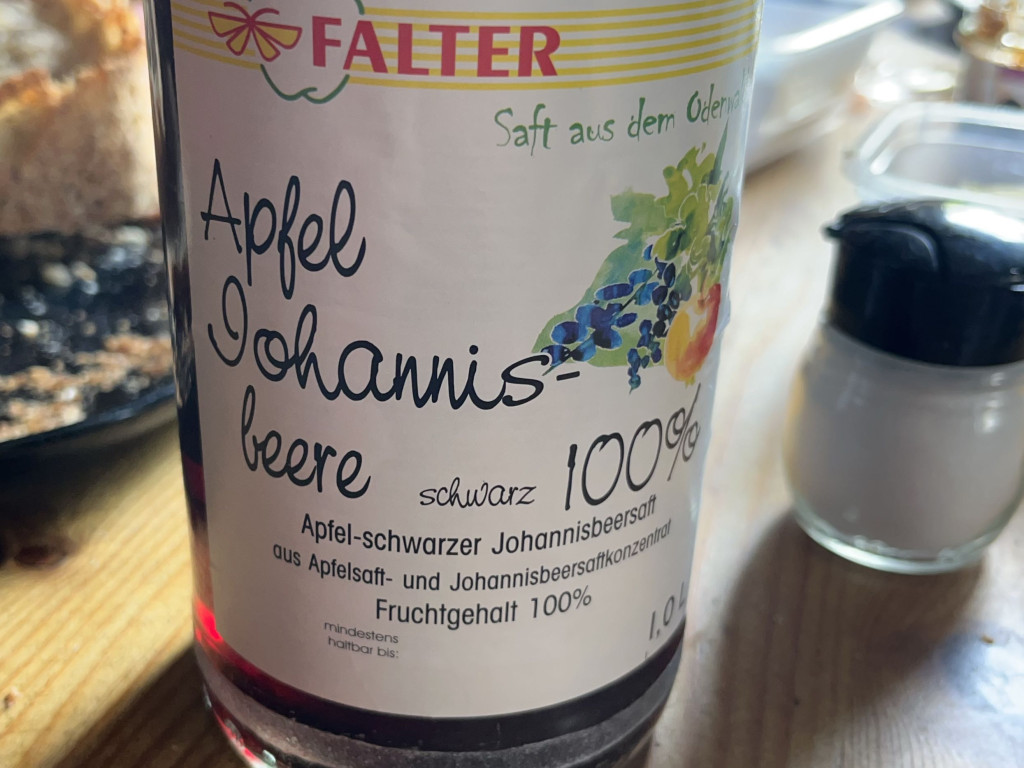 FALTER
Saft aus dem
Apfel
Johannis-
beere schwarz 100%
Apfel-schwarzer Johannisbeersaft
aus Apfelsaft- und Johannisbeersaftkonzentrat
Fruchtgehalt 100%
mindestens
haltbar bis:
1,0 L